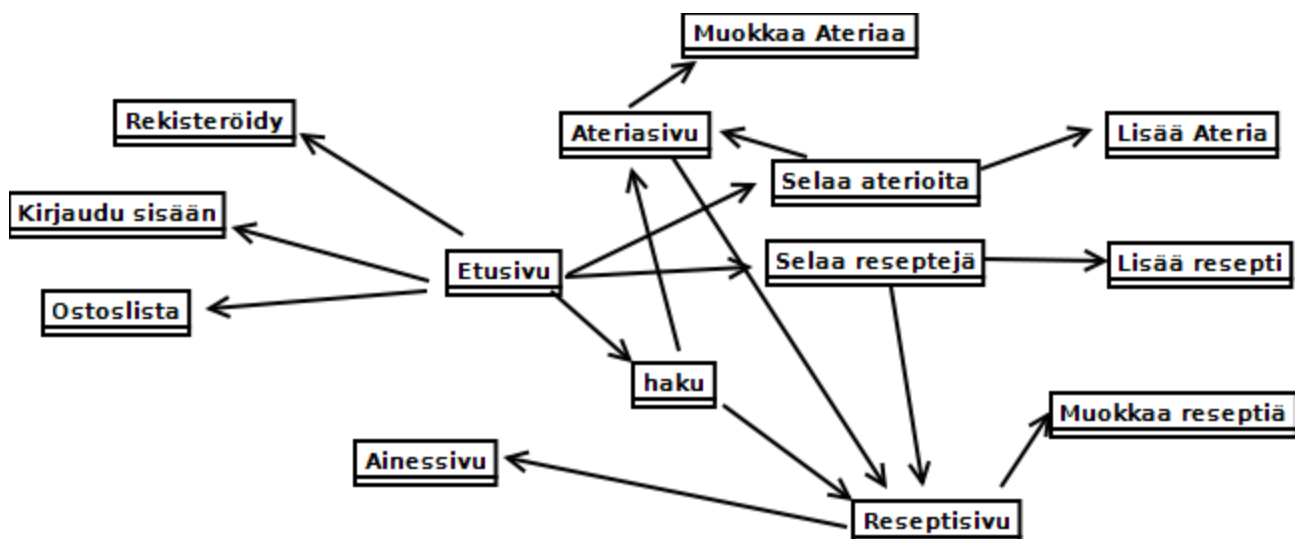 Muokkaa Ateriaa
Rekisteröidy
Ateriasivu
Lisää Ateria
Selaa aterioita
Kirjaudu sisään
Etusivu
Selaa reseptejä
Lisää resepti
Ostoslista
haku
Muokkaa reseptiä
Ainessivu
Reseptisivu